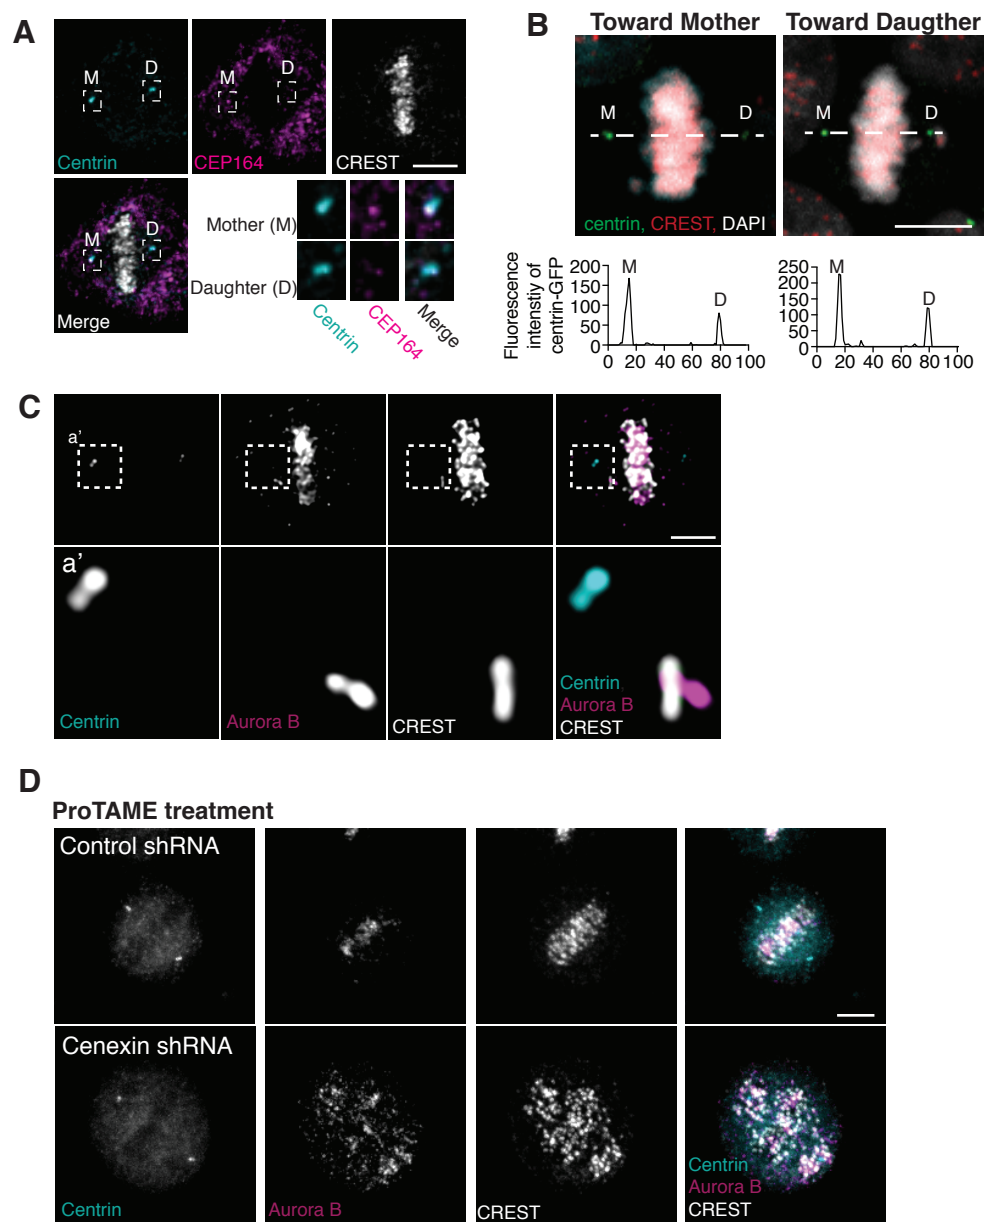 A
M
D
Centrin
M
D
CEP164
CREST
M
D
Merge
Mother (M)
Daughter (D)
Centrin
CEP164
Merge
B
Toward Mother
Toward Daugther
M
D
centrin, CREST, DAPI
M
D
Fluorescence
intenstiy of
centrin-GFP
200
150
100
50
0
M
D
0 20 40 60 80 100
250
200
150
100
50
0
M
D
0 20 40 60 80 100
C
a'
a'
Centrin
Aurora B
CREST
Centrin
Aurora B
CREST
D
ProTAME treatment
Control shRNA
Cenexin shRNA
Centrin
Aurora B
CREST
Centrin
Aurora B
CREST